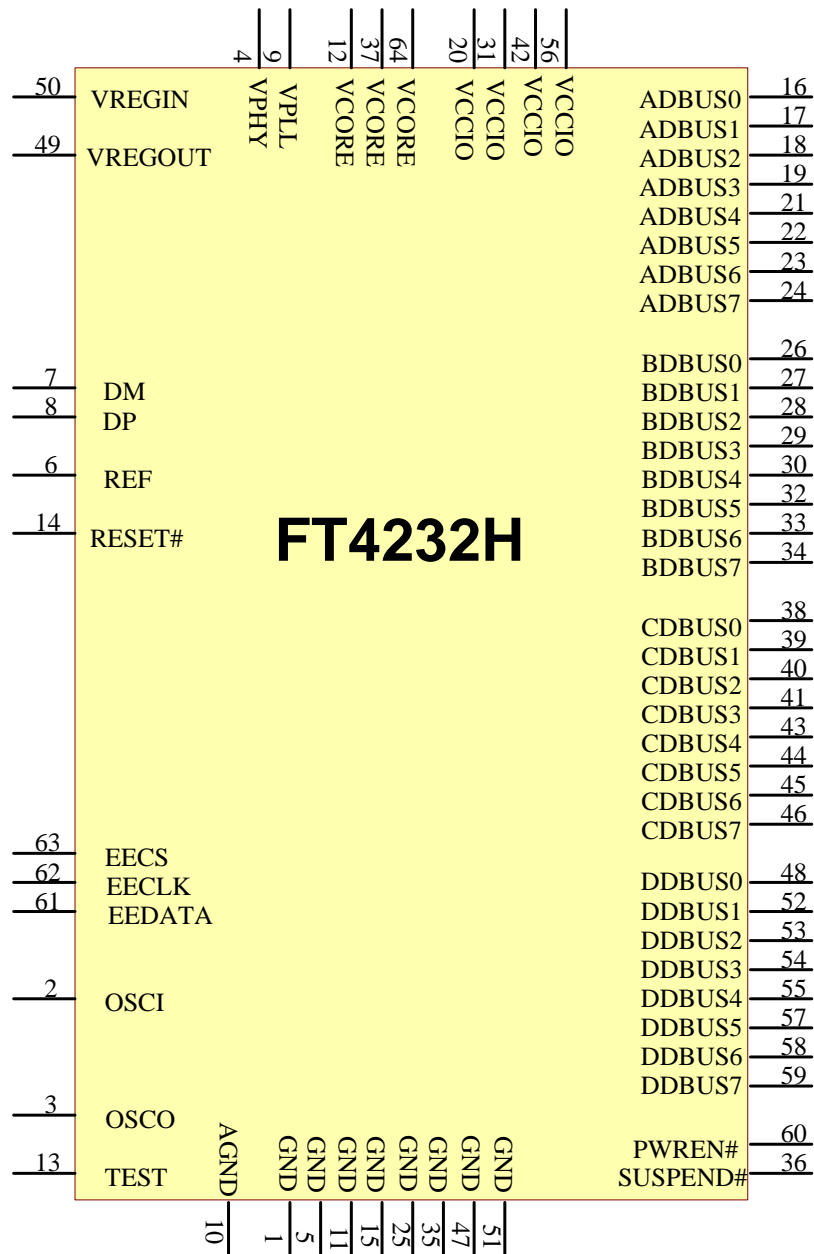 4 9 12 37 64 20 31 42 56
VPHY VPLL VCORE VCORE VCORE VCCIO VCCIO VCCIO VCCIO
50 VREGIN
49 VREGOUT
7 DM
8 DP
6 REF
14 RESET#
63 EECS
62 EECLK
61 EEDATA
2 OSCI
3 OSCO
13 TEST
FT4232H
ADBUS0 16
ADBUS1 17
ADBUS2 18
ADBUS3 19
ADBUS4 21
ADBUS5 22
ADBUS6 23
ADBUS7 24
BDBUS0 26
BDBUS1 27
BDBUS2 28
BDBUS3 29
BDBUS4 30
BDBUS5 32
BDBUS6 33
BDBUS7 34
CDBUS0 38
CDBUS1 39
CDBUS2 40
CDBUS3 41
CDBUS4 43
CDBUS5 44
CDBUS6 45
CDBUS7 46
DDBUS0 48
DDBUS1 52
DDBUS2 53
DDBUS3 54
DDBUS4 55
DDBUS5 57
DDBUS6 58
DDBUS7 59
PWREN# 60
SUSPEND# 36
AGND GND GND GND GND GND GND GND GND
10 1 5 11 15 25 35 47 51